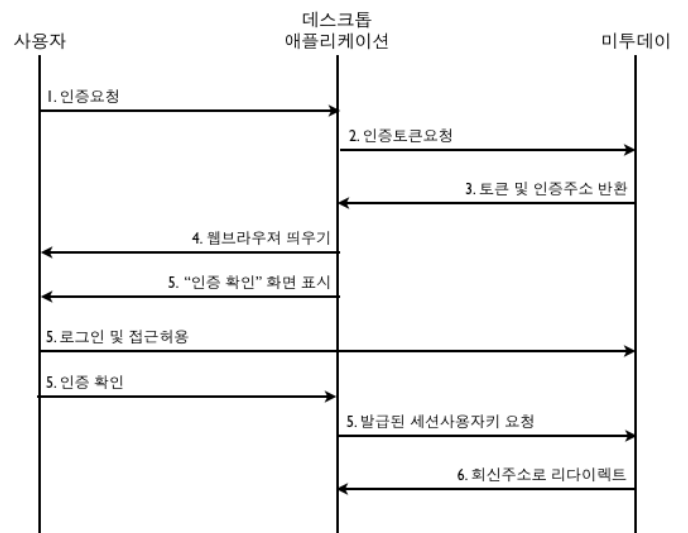 사용자
데스크톱
애플리케이션
미투데이
1. 인증요청
2. 인증토큰요청
3. 토큰 및 인증주소 반환
4. 웹브라우져 띄우기
5. “인증 확인” 화면 표시
5. 로그인 및 접근허용
5. 인증 확인
5. 발급된 세션사용자키 요청
6. 회신주소로 리다이렉트